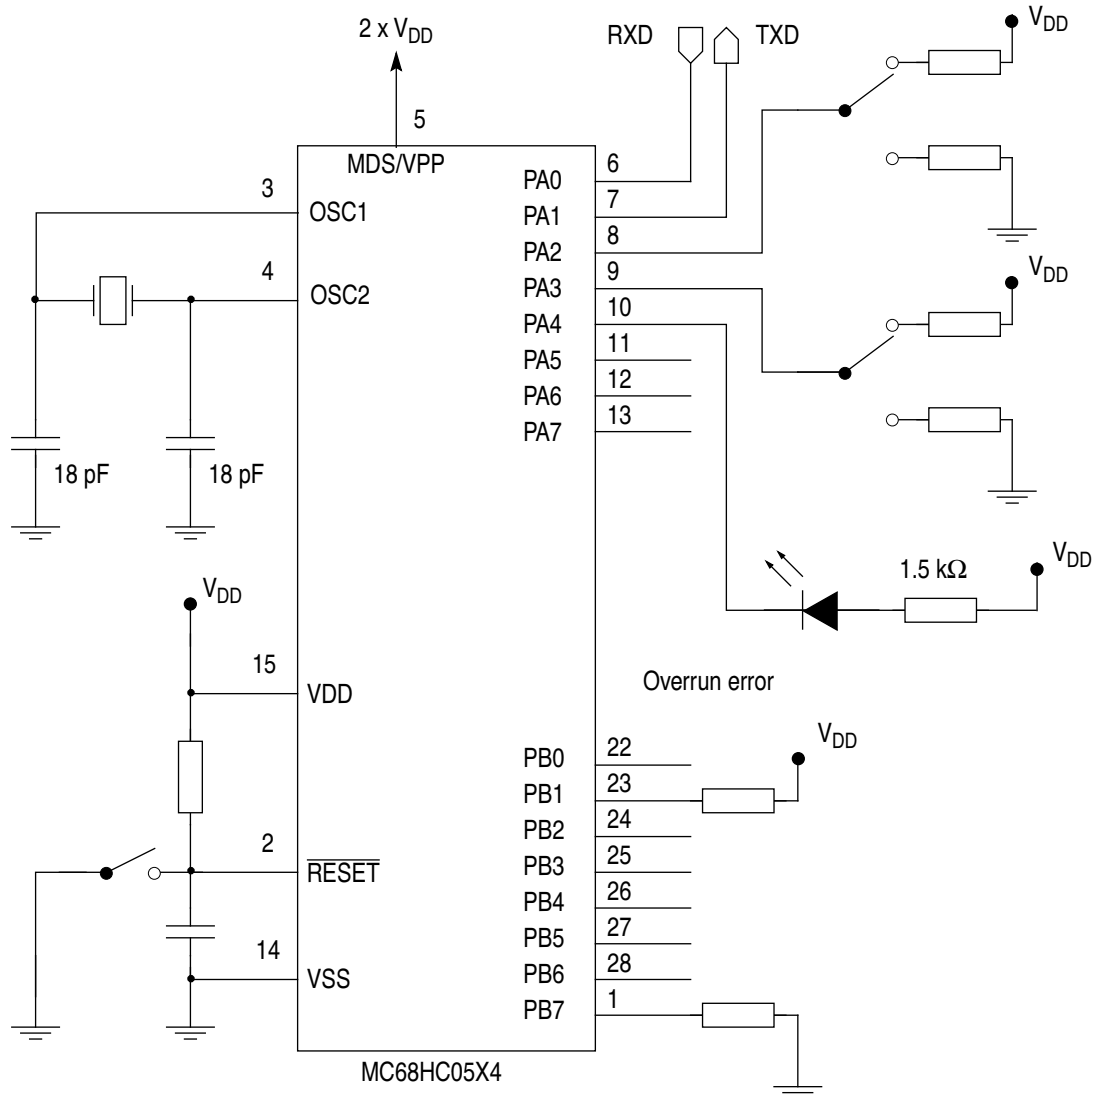 2 x VDD
RXD
TXD
VDD
5
MDS/VPP
3
OSC1
4
OSC2
18 pF
18 pF
PA0
6
PA1
7
PA2
8
PA3
9
PA4
10
PA5
11
PA6
12
PA7
13
VDD
VDD
1.5 kΩ
Overrun error
VDD
15
VDD
2
RESET
14
VSS
PB0
22
PB1
23
PB2
24
PB3
25
PB4
26
PB5
27
PB6
28
PB7
1
VDD
MC68HC05X4